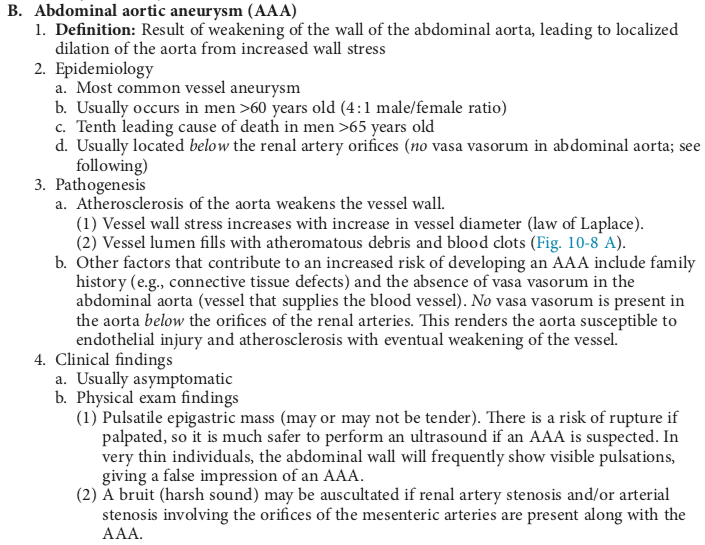 B. Abdominal aortic aneurysm (AAA)
1. Definition: Result of weakening of the wall of the abdominal aorta, leading to localized
dilation of the aorta from increased wall stress
2. Epidemiology
a. Most common vessel aneurysm
b. Usually occurs in men >60 years old (4:1 male/female ratio)
c. Tenth leading cause of death in men >65 years old
d. Usually located below the renal artery orifices (no vasa vasorum in abdominal aorta; see
following)
3. Pathogenesis
a. Atherosclerosis of the aorta weakens the vessel wall.
(1) Vessel wall stress increases with increase in vessel diameter (law of Laplace).
(2) Vessel lumen fills with atheromatous debris and blood clots (Fig. 10-8 A).
b. Other factors that contribute to an increased risk of developing an AAA include family
history (e.g., connective tissue defects) and the absence of vasa vasorum in the
abdominal aorta (vessel that supplies the blood vessel). No vasa vasorum is present in
the aorta below the orifices of the renal arteries. This renders the aorta susceptible to
endothelial injury and atherosclerosis with eventual weakening of the vessel.
4. Clinical findings
a. Usually asymptomatic
b. Physical exam findings
(1) Pulsatile epigastric mass (may or may not be tender). There is a risk of rupture if
palpated, so it is much safer to perform an ultrasound if an AAA is suspected. In
very thin individuals, the abdominal wall will frequently show visible pulsations,
giving a false impression of an AAA.
(2) A bruit (harsh sound) may be auscultated if renal artery stenosis and/or arterial
stenosis involving the orifices of the mesenteric arteries are present along with the
AAA.